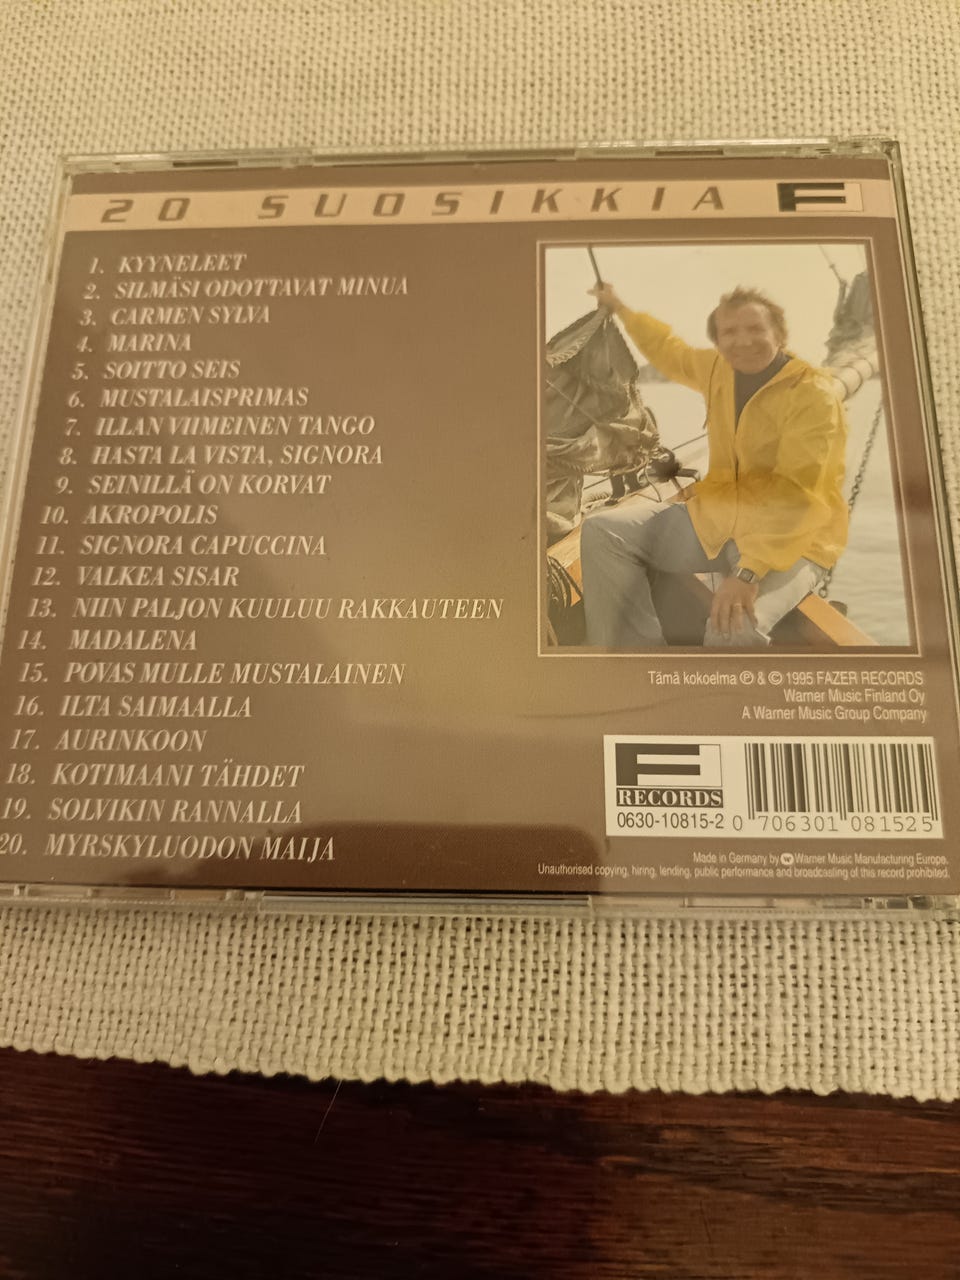 20 SUOSIKKIA F
1. KYYNELEET
2. SILMÄSI ODOTTAVAT MINUA
3. CARMEN SYLVA
4. MARINA
5. SOITTO SEIS
6. MUSTALAISPRIMAS
7. ILLAN VIIMEINEN TANGO
8. HASTA LA VISTA, SIGNORA
9. SEINILLÄ ON KORVAT
10. AKROPOLIS
11. SIGNORA CAPUCCINA
12. VALKEA SISAR
13. NIIN PALJON KUULUU RAKKAUTEEN
14. MADALENA
15. POVAS MULLE MUSTALAINEN
16. ILTA SAIMAALLA
17. AURINKOON
18. KOTIMAANI TÄHDET
19. SOLVIKIN RANNALLA
20. MYRSKYLUODON MAIJA
Tämä kokoelma ℗ & © 1995 FAZER RECORDS
Warner Music Finland Oy
A Warner Music Group Company
F
RECORDS
0630-10815-2
0 706301 081525
Made in Germany by Warner Music Manufacturing Europe.
Unauthorised copying, hiring, lending, public performance and broadcasting of this record prohibited.